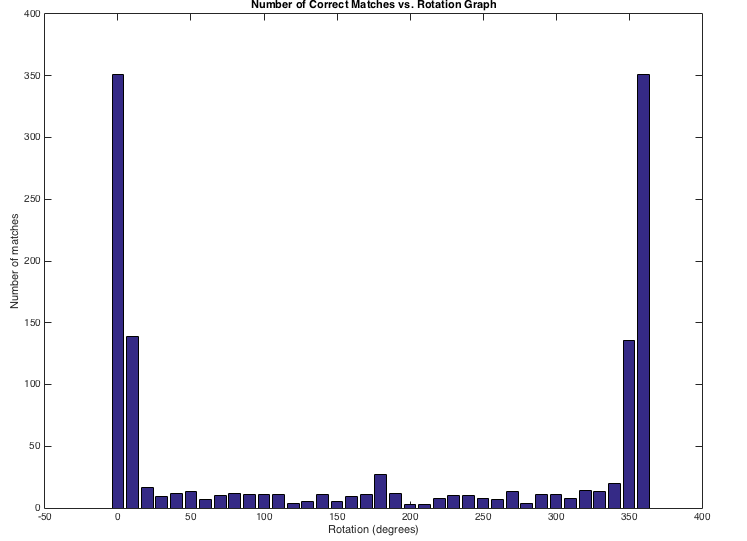 Number of Correct Matches vs. Rotation Graph
400
350
300
250
200
150
100
50
0
Number of matches
-50 0 50 100 150 200 250 300 350 400
Rotation (degrees)